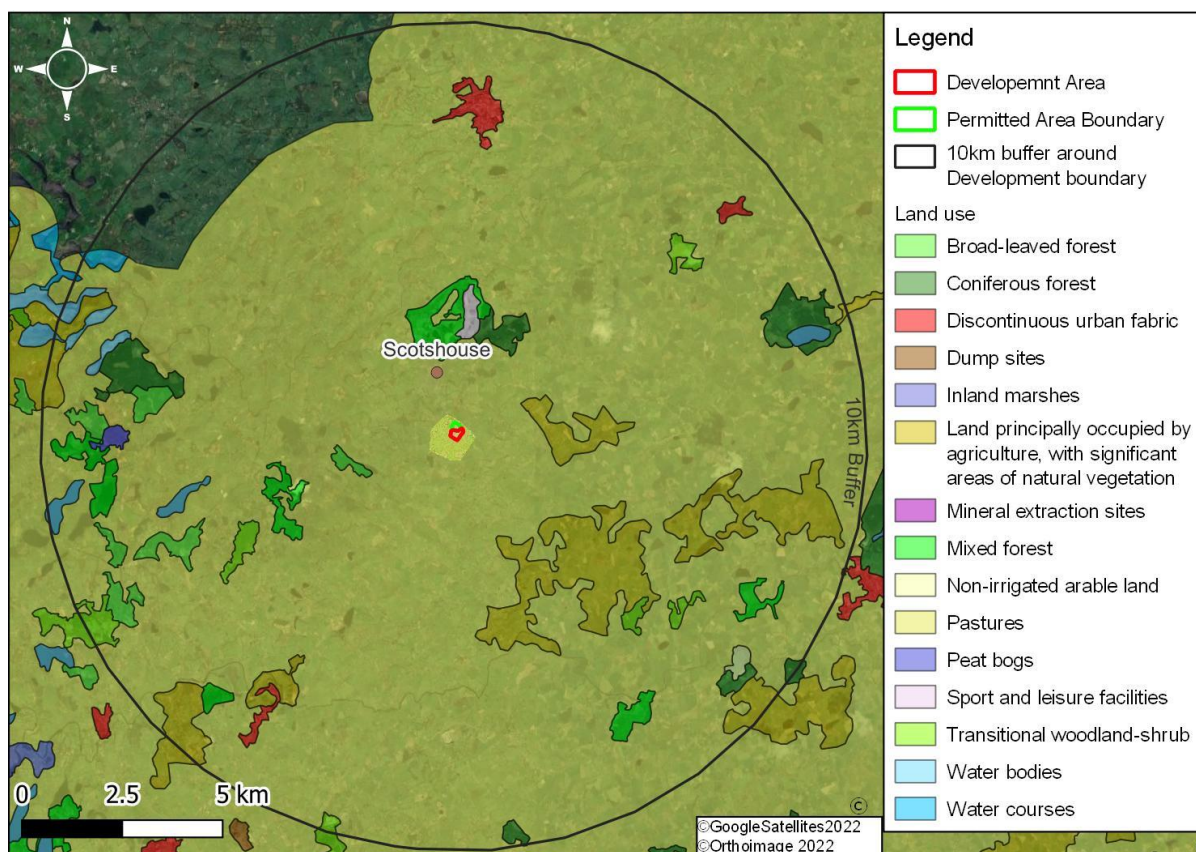 N
W
E
S
Scotshouse
10km Buffer
0 2.5 5 km
©
©GoogleSatellites2022
©Orthoimage 2022
Legend
Developemnt Area
Permitted Area Boundary
10km buffer around
Development boundary
Land use
Broad-leaved forest
Coniferous forest
Discontinuous urban fabric
Dump sites
Inland marshes
Land principally occupied by
agriculture, with significant
areas of natural vegetation
Mineral extraction sites
Mixed forest
Non-irrigated arable land
Pastures
Peat bogs
Sport and leisure facilities
Transitional woodland-shrub
Water bodies
Water courses